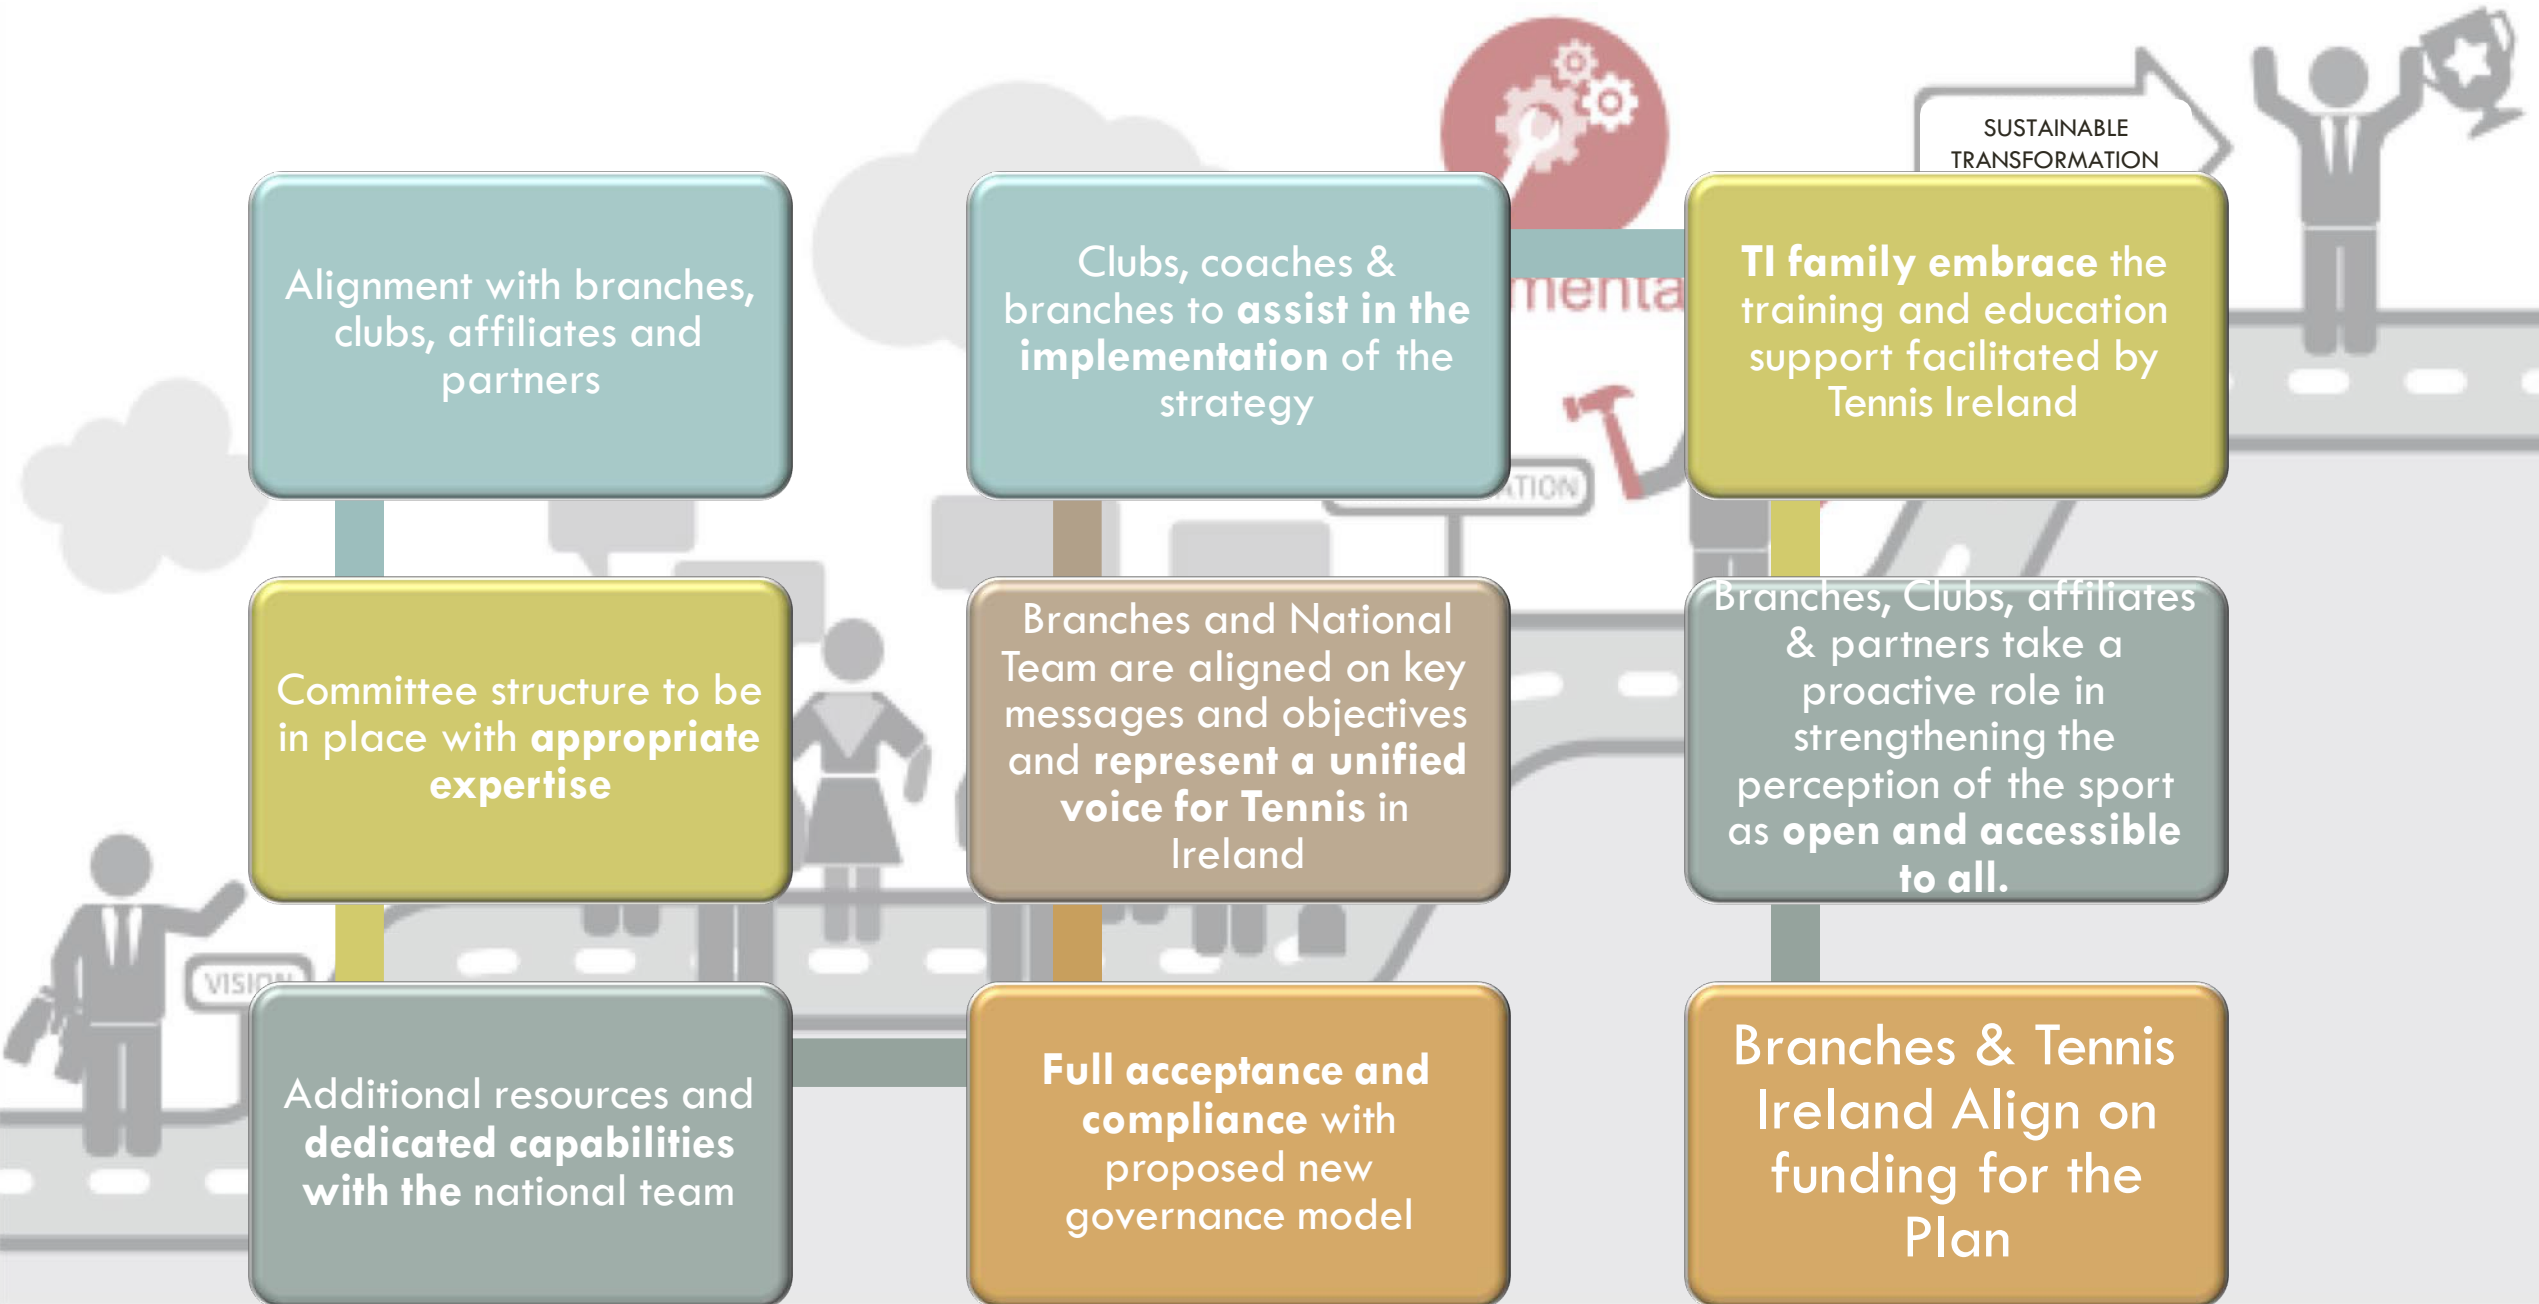 SUSTAINABLE
TRANSFORMATION
Alignment with branches,
clubs, affiliates and
partners
Committee structure to be
in place with appropriate
expertise
VISION
Additional resources and
dedicated capabilities
with the national team
Full acceptance and
compliance with
proposed new
governance model
Branches and National
Team are aligned on key
messages and objectives
and represent a unified
voice for Tennis in
Ireland
Clubs, coaches &
branches to assist in the
implementation of the
strategy
TI family embrace the
training and education
support facilitated by
Tennis Ireland
Branches, Clubs, affiliates
& partners take a
proactive role in
strengthening the
perception of the sport
as open and accessible
to all.
Branches & Tennis
Ireland Align on
funding for the
Plan